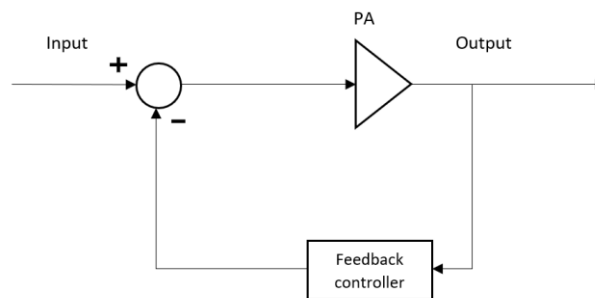 PA
Input
Output
+
−
Feedback
controller